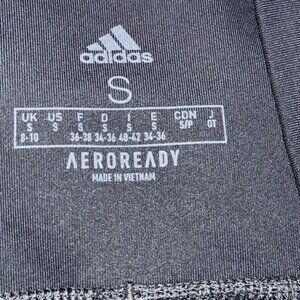 adidas
S
UK US F D I E CDN J
S S S S S S S/P OT
8-10 36-38 34-36 40-42 34-36
AEROREADY
MADE IN VIETNAM